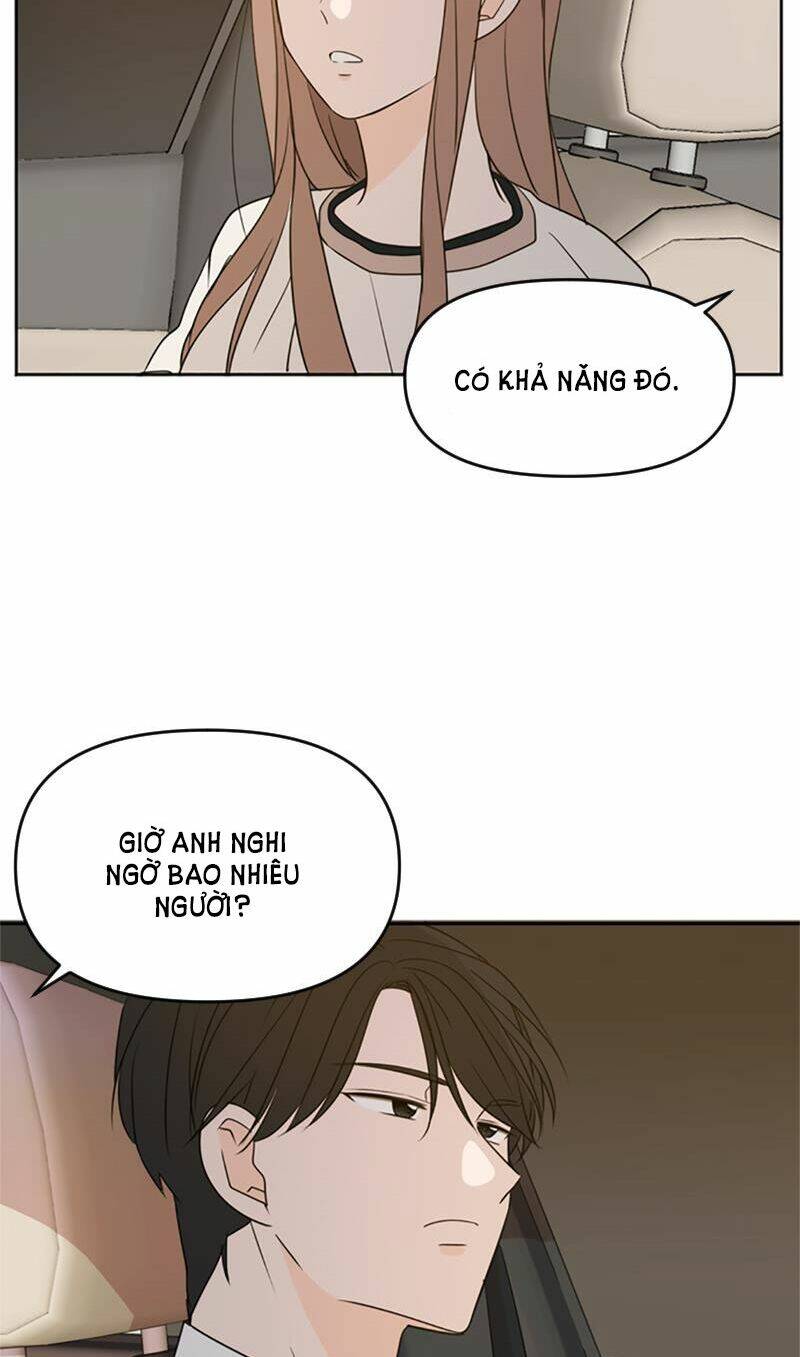 CÓ KHẢ NĂNG ĐÓ.
GIỜ ANH NGHI
NGỜ BAO NHIÊU
NGƯỜI?